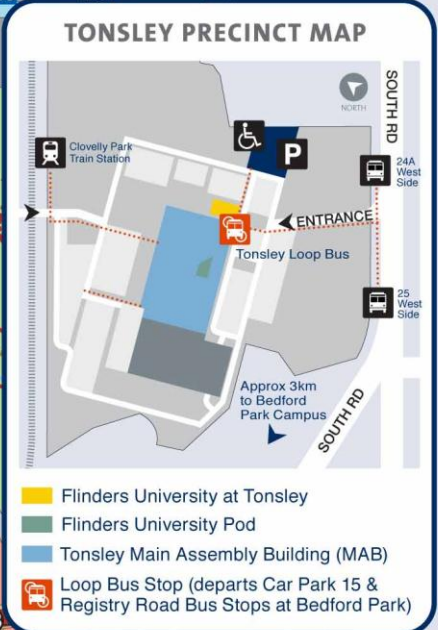 TONSLEY PRECINCT MAP
NORTH
SOUTH RD
Clovelly Park
Train Station
P
24A
West
Side
ENTRANCE
Tonsley Loop Bus
25
West
Side
Approx 3km
to Bedford
Park Campus
SOUTH RD
Flinders University at Tonsley
Flinders University Pod
Tonsley Main Assembly Building (MAB)
Loop Bus Stop (departs Car Park 15 &
Registry Road Bus Stops at Bedford Park)